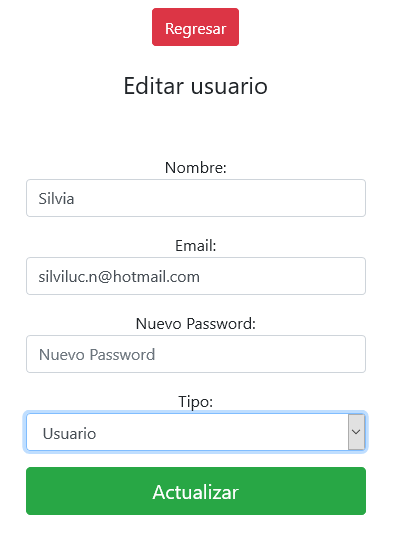 Regresar
Editar usuario
Nombre:
Silvia
Email:
silviluc.n@hotmail.com
Nuevo Password:
Nuevo Password
Tipo:
Usuario
Actualizar